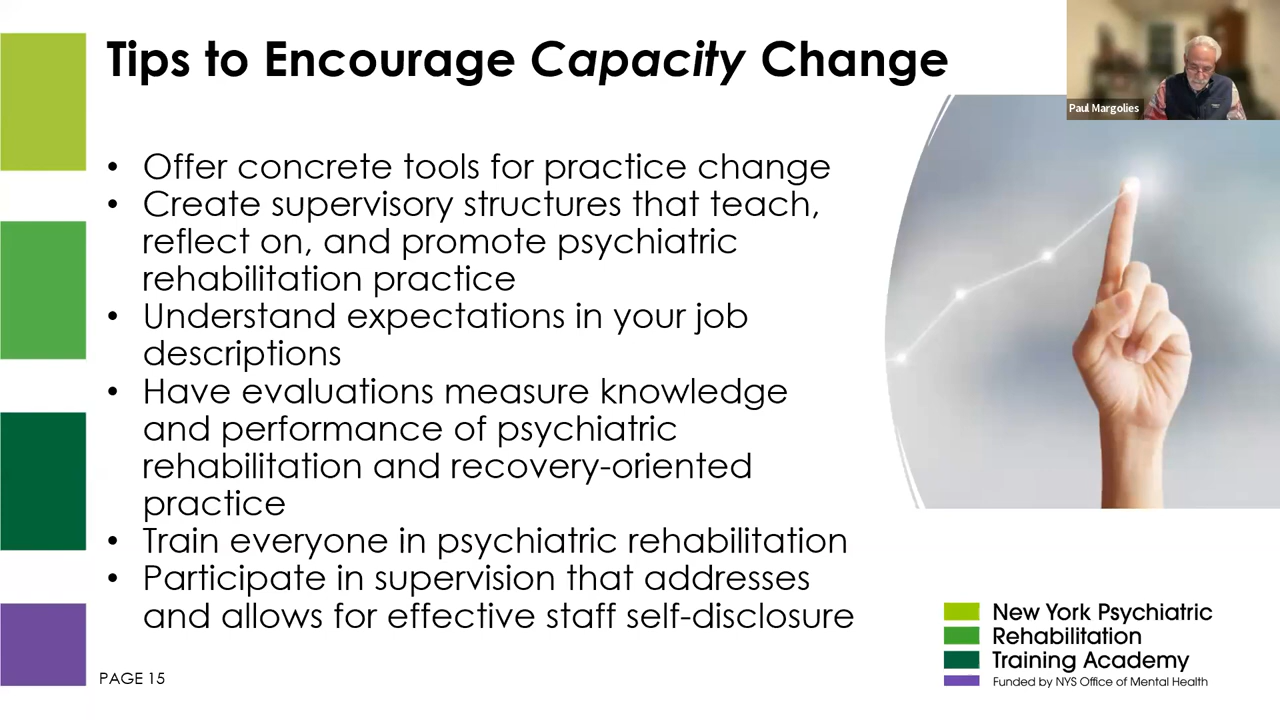 Tips to Encourage Capacity Change
Paul Margolies
• Offer concrete tools for practice change
• Create supervisory structures that teach,
reflect on, and promote psychiatric
rehabilitation practice
• Understand expectations in your job
descriptions
• Have evaluations measure knowledge
and performance of psychiatric
rehabilitation and recovery-oriented
practice
• Train everyone in psychiatric rehabilitation
• Participate in supervision that addresses
and allows for effective staff self-disclosure
New York Psychiatric
Rehabilitation
Training Academy
Funded by NYS Office of Mental Health
PAGE 15